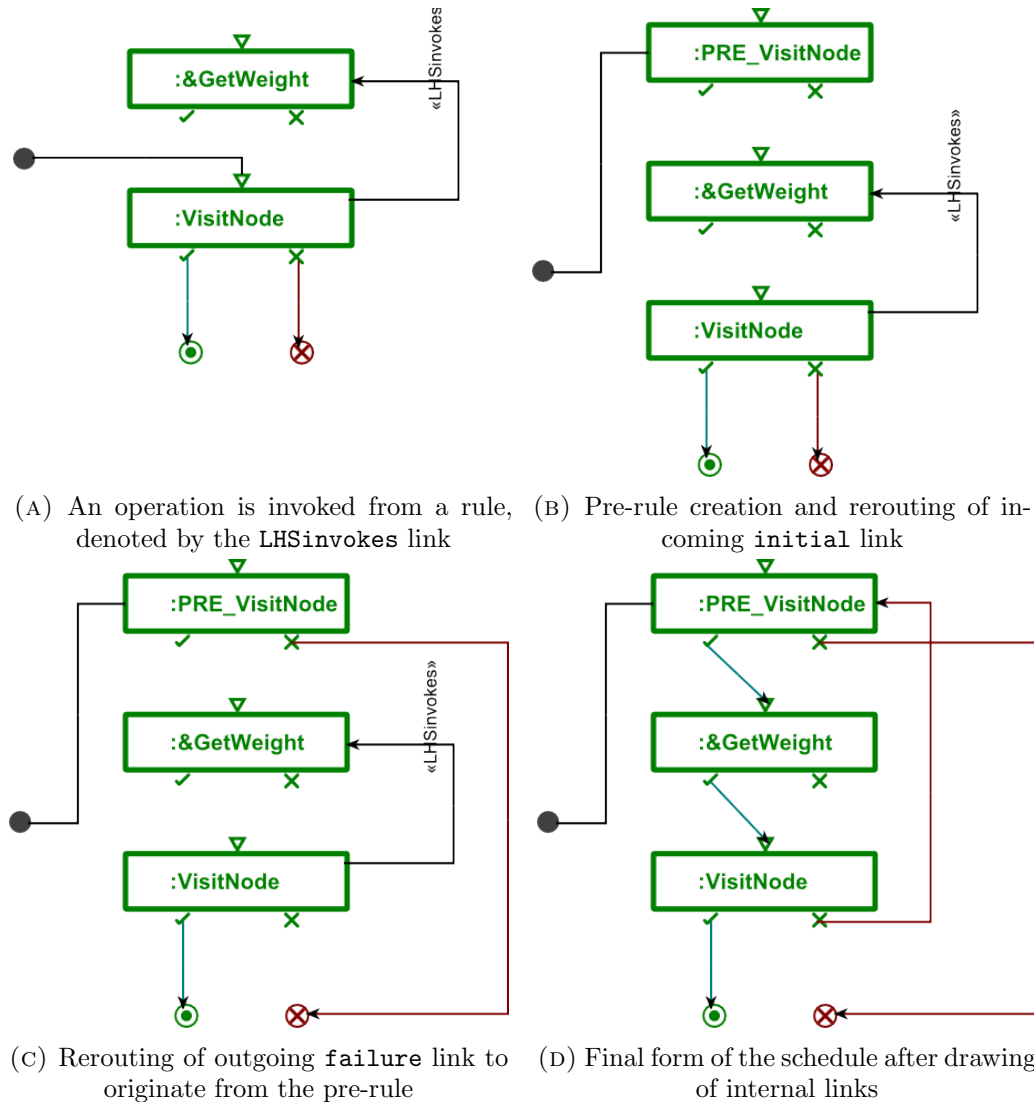 :&GetWeight
«LHSinvokes
:VisitNode
(A) An operation is invoked from a rule,
denoted by the LHSinvokes link
:PRE_VisitNode
:&GetWeight
«LHSinvokes»
:VisitNode
(B) Pre-rule creation and rerouting of in-
coming initial link
:PRE_VisitNode
:&GetWeight
«LHSinvokes»
:VisitNode
(C) Rerouting of outgoing failure link to
originate from the pre-rule
:PRE_VisitNode
:&GetWeight
:VisitNode
(D) Final form of the schedule after drawing
of internal links